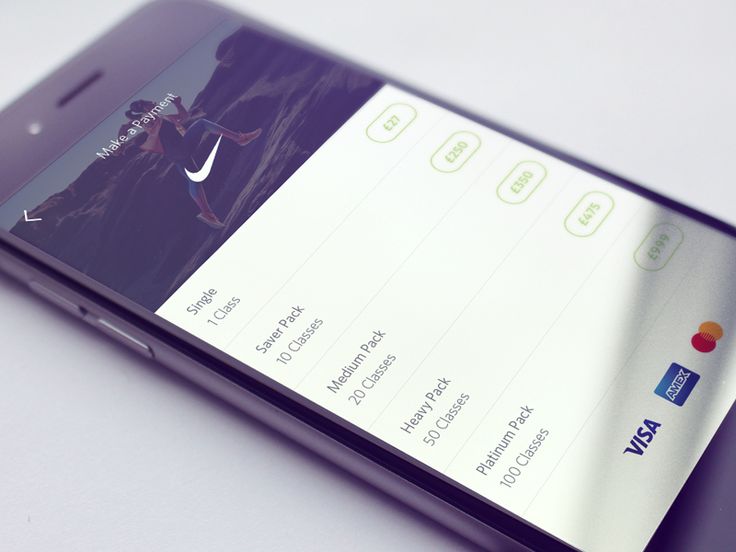 Make a Payment
Single
1 Class
£27
Saver Pack
10 Classes
£250
Medium Pack
20 Classes
£350
Heavy Pack
50 Classes
£475
Platinum Pack
100 Classes
£999
VISA
AMEX